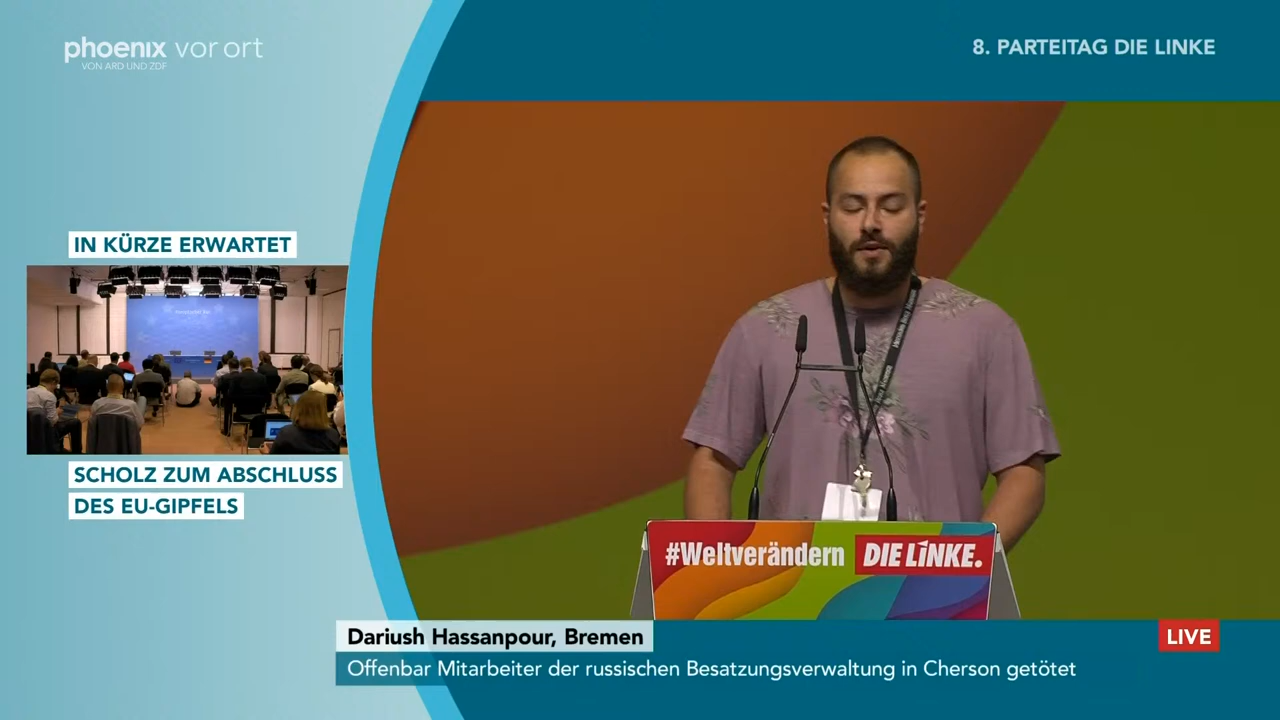 phoenix vor ort
VON ARD UND ZDF
8. PARTEITAG DIE LINKE
IN KÜRZE ERWARTET
SCHOLZ ZUM ABSCHLUSS
DES EU-GIPFELS
#Weltverändern DIE LINKE.
Dariush Hassanpour, Bremen
LIVE
Offenbar Mitarbeiter der russischen Besatzungsverwaltung in Cherson getötet